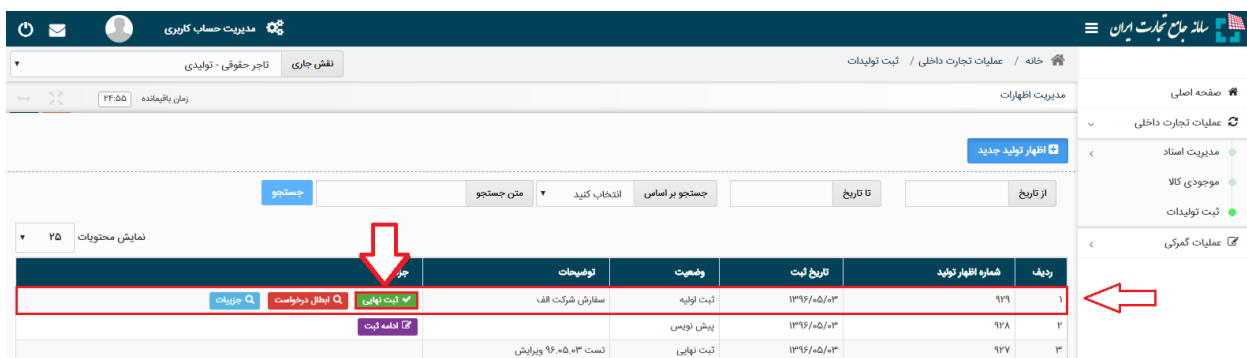 سامانه جامع تجارت ایران
مدیریت حساب کاربری
خانه / عملیات تجارت داخلی / ثبت تولیدات
نقش جاری تاجر حقوقی - تولیدی
مدیریت اظهارات
زمان باقیمانده ۲۴:۵۵
صفحه اصلی
عملیات تجارت داخلی
مدیریت اسناد
موجودی کالا
ثبت تولیدات
عملیات گمرکی
اظهار تولید جدید
از تاریخ تا تاریخ جستجو بر اساس انتخاب کنید متن جستجو جستجو
نمایش محتویات ۲۵
ردیف شماره اظهار تولید تاریخ ثبت وضعیت توضیحات
۱ ۹۲۹ ۱۳۹۶/۰۵/۰۳ ثبت اولیه سفارش شرکت الف ثبت نهایی ابطال درخواست جزییات
۲ ۹۲۸ ۱۳۹۶/۰۵/۰۳ پیش نویس ادامه ثبت
۳ ۹۲۷ ۱۳۹۶/۰۵/۰۳ ثبت نهایی تست ۹۶.۰۵.۰۳ ویرایش